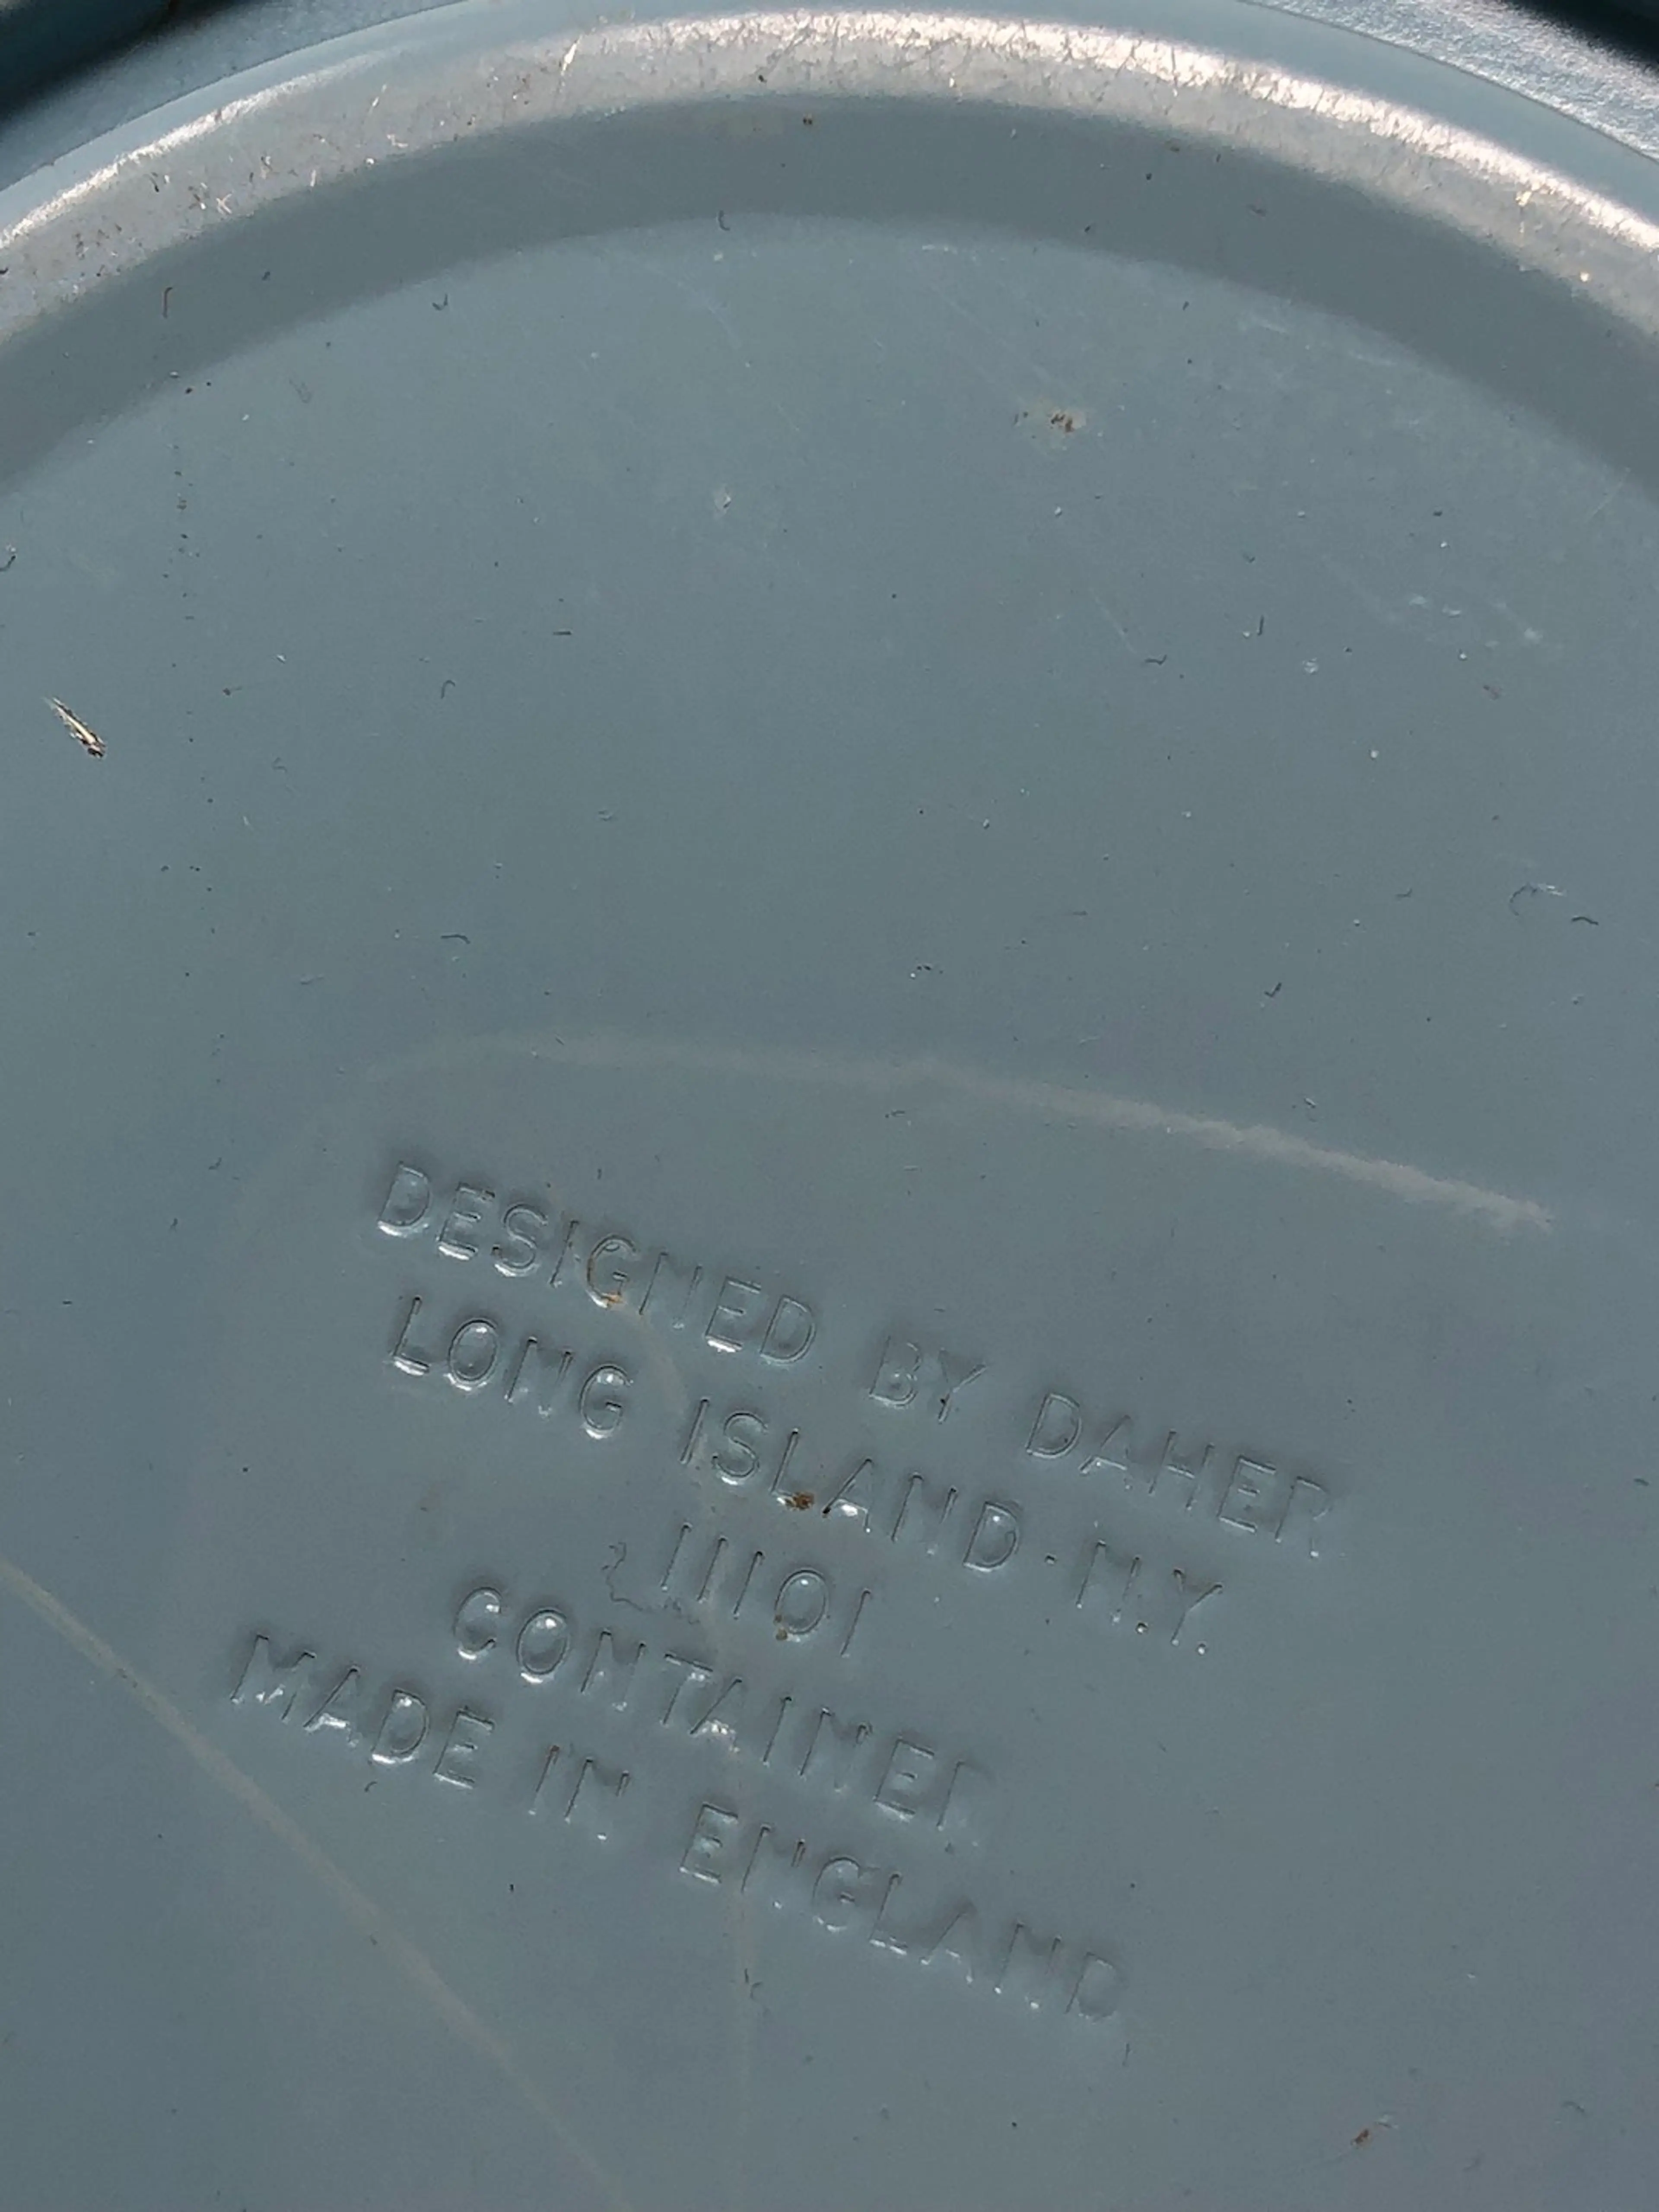 DESIGNED BY DAHER
LONG ISLAND·N.Y.
11101
CONTAINER
MADE IN ENGLAND